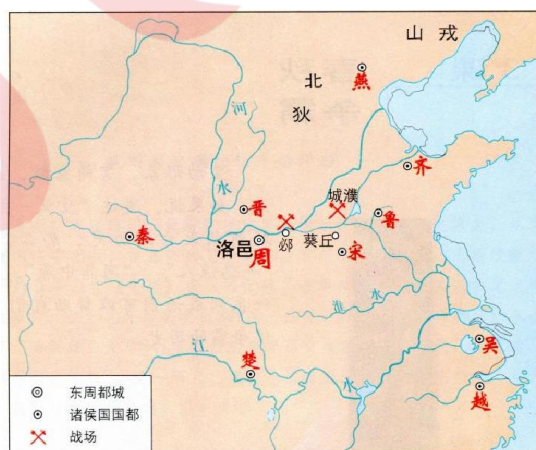 山戎
北
狄
燕
河
水
齐
城濮
晋
鲁
秦
洛邑
周
邲
葵丘
宋
淮水
江
水
楚
吴
越
东周都城
诸侯国国都
战场